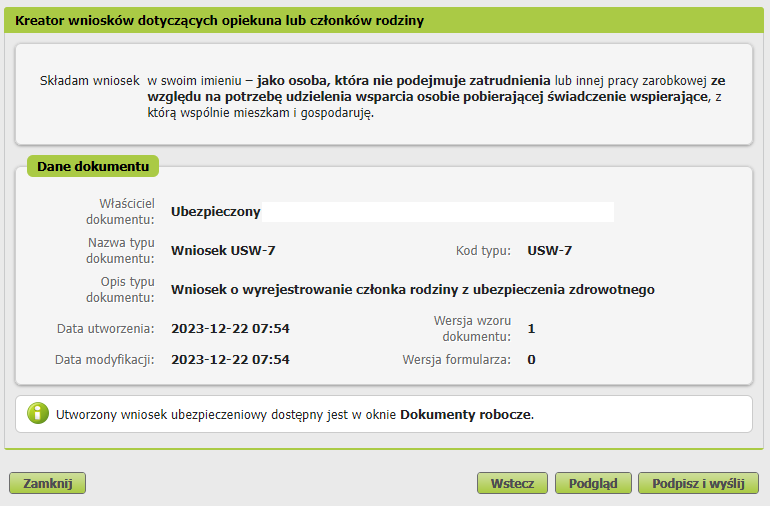 Kreator wniosków dotyczących opiekuna lub członków rodziny
Składam wniosek w swoim imieniu – jako osoba, która nie podejmuje zatrudnienia lub innej pracy zarobkowej ze
względu na potrzebę udzielenia wsparcia osobie pobierającej świadczenie wspierające, z
którą wspólnie mieszkam i gospodaruję.
Dane dokumentu
Właściciel
dokumentu: Ubezpieczony
Nazwa typu
dokumentu: Wniosek USW-7 Kod typu: USW-7
Opis typu
dokumentu: Wniosek o wyrejestrowanie członka rodziny z ubezpieczenia zdrowotnego
Data utworzenia: 2023-12-22 07:54 Wersja wzoru
dokumentu: 1
Data modyfikacji: 2023-12-22 07:54 Wersja formularza: 0
Utworzony wniosek ubezpieczeniowy dostępny jest w oknie Dokumenty robocze.
Zamknij Wstecz Podgląd Podpisz i wyślij